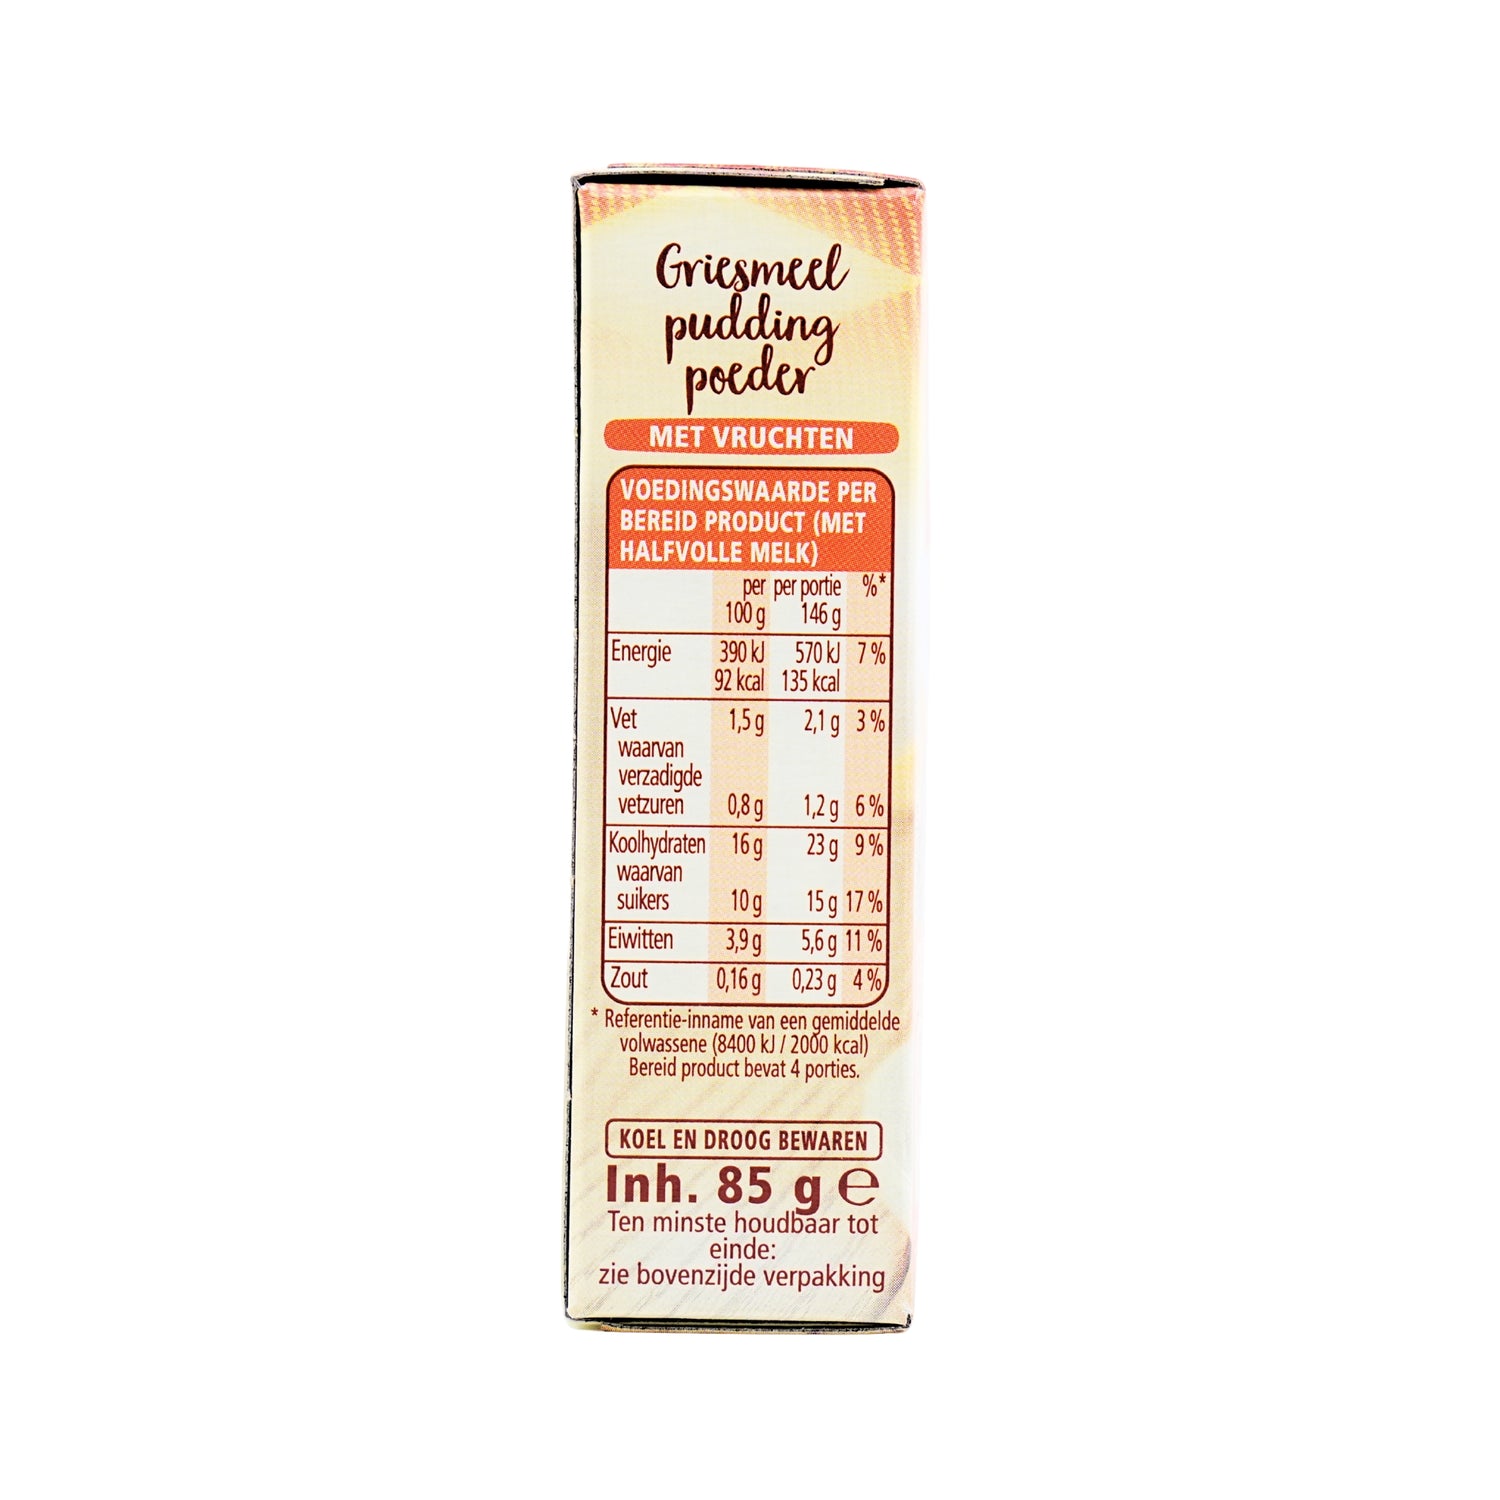 Griesmeel
pudding
poeder
MET VRUCHTEN
VOEDINGSWAARDE PER
BEREID PRODUCT (MET
HALFVOLLE MELK)
per per portie %*
100 g 146 g
Energie 390 kJ 570 kJ 7 %
92 kcal 135 kcal
Vet 1,5 g 2,1 g 3 %
waarvan
verzadigde
vetzuren 0,8 g 1,2 g 6 %
Koolhydraten 16 g 23 g 9 %
waarvan
suikers 10 g 15 g 17 %
Eiwitten 3,9 g 5,6 g 11 %
Zout 0,16 g 0,23 g 4 %
* Referentie-inname van een gemiddelde
volwassene (8400 kJ / 2000 kcal)
Bereid product bevat 4 porties.
KOEL EN DROOG BEWAREN
Inh. 85 g ℮
Ten minste houdbaar tot
einde:
zie bovenzijde verpakking